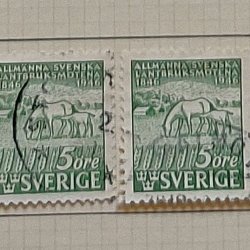 ALLMÄNNA SVENSKA
LANTBRUKSMÖTENA
1846 1946
5 ÖRE
SVERIGE
ALLMÄNNA SVENSKA
LANTBRUKSMÖTENA
1846 1946
5 ÖRE
SVERIGE